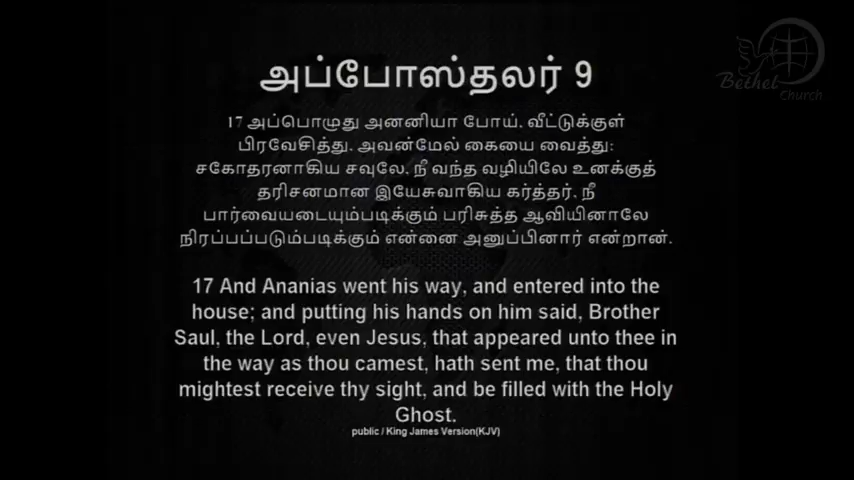 Bethel
Church
அப்போஸ்தலர் 9
17 அப்பொழுது அனனியா போய், வீட்டுக்குள்
பிரவேசித்து, அவன்மேல் கையை வைத்து:
சகோதரனாகிய சவுலே, நீ வந்த வழியிலே உனக்குத்
தரிசனமான இயேசுவாகிய கர்த்தர், நீ
பார்வையடையும்படிக்கும் பரிசுத்த ஆவியினாலே
நிரப்பப்படும்படிக்கும் என்னை அனுப்பினார் என்றான்.
17 And Ananias went his way, and entered into the
house; and putting his hands on him said, Brother
Saul, the Lord, even Jesus, that appeared unto thee in
the way as thou camest, hath sent me, that thou
mightest receive thy sight, and be filled with the Holy
Ghost.
public / King James Version(KJV)